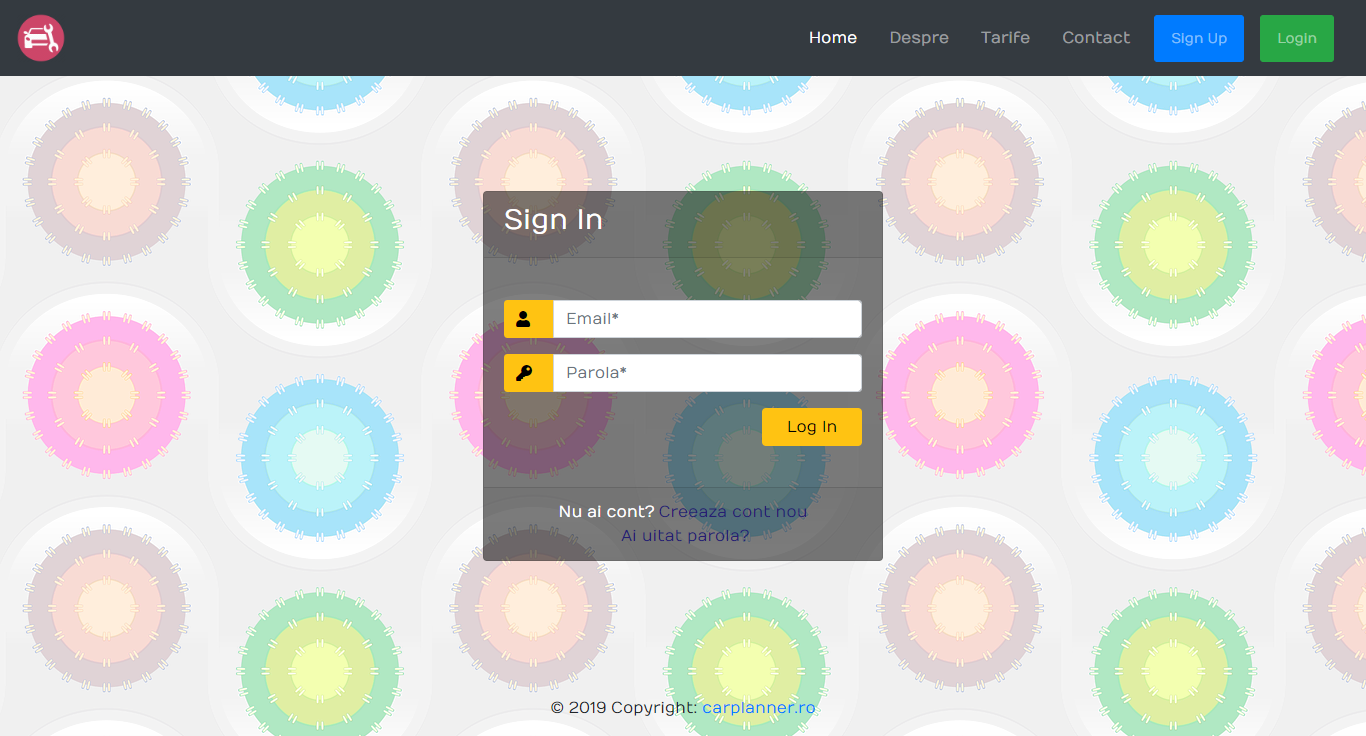 Home Despre Tarife Contact Sign Up Login
Sign In
Email*
Parola*
Log In
Nu ai cont? Creeaza cont nou
Ai uitat parola?
© 2019 Copyright: carplanner.ro